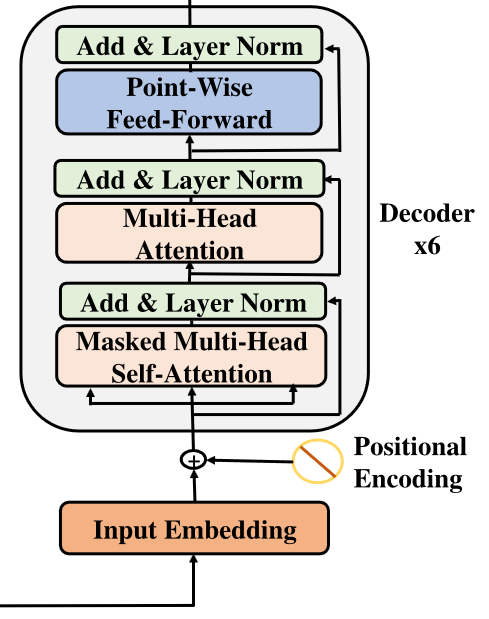 Add & Layer Norm
Point-Wise
Feed-Forward
Add & Layer Norm
Multi-Head
Attention
Decoder
x6
Add & Layer Norm
Masked Multi-Head
Self-Attention
Positional
Encoding
Input Embedding